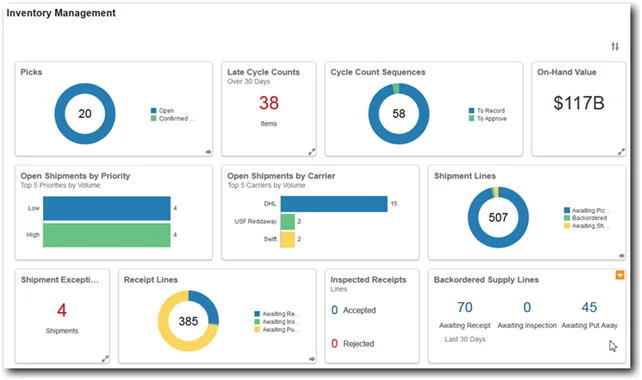 Inventory Management
Picks
20
Open
Confirmed ...
Late Cycle Counts
Over 30 Days
38
Items
Cycle Count Sequences
58
To Record
To Approve
On-Hand Value
$117B
Open Shipments by Priority
Top 5 Priorities by Volume
Low
4
High
4
Open Shipments by Carrier
Top 5 Carriers by Volume
DHL
15
USF Reddaway
2
Swift
2
Shipment Lines
507
Awaiting Pic...
Backordered
Awaiting Sh...
Shipment Excepti...
4
Shipments
Receipt Lines
385
Awaiting Re...
Awaiting Ins...
Awaiting Pu...
Inspected Receipts
Lines
0 Accepted
0 Rejected
Backordered Supply Lines
70 0 45
Awaiting Receipt Awaiting Inspection Awaiting Put Away
Last 30 Days